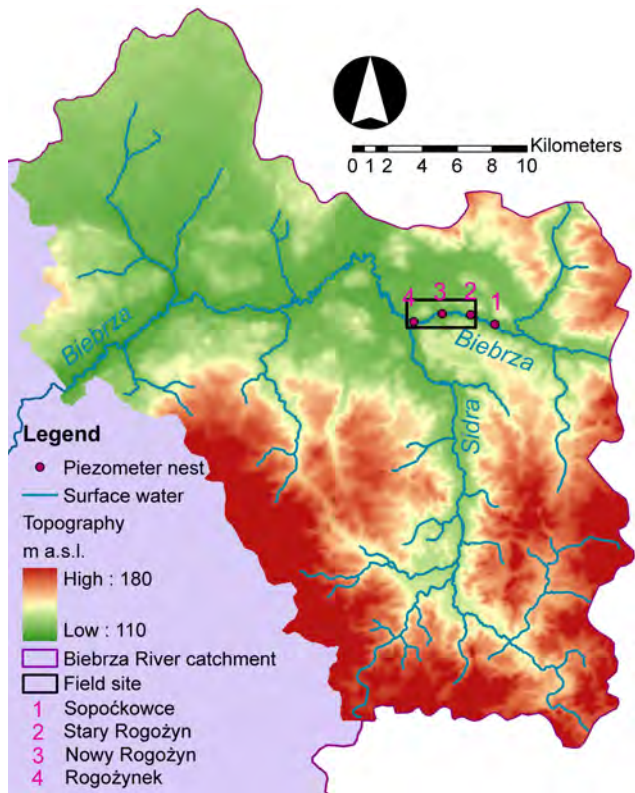 Kilometers
0 1 2 4 6 8 10
4 3 2 1
Biebrza
Biebrza
Sidra
Legend
Piezometer nest
Surface water
Topography
m a.s.l.
High : 180
Low : 110
Biebrza River catchment
Field site
1 Sopoćkowce
2 Stary Rogożyn
3 Nowy Rogożyn
4 Rogożynek